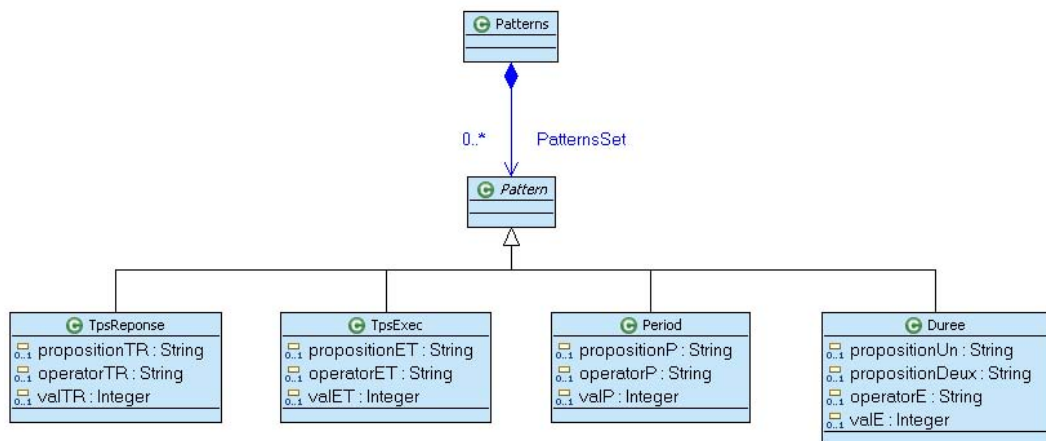 Patterns
0..* PatternsSet
Pattern
TpsReponse
0..1 propositionTR : String
0..1 operatorTR : String
0..1 valTR : Integer
TpsExec
0..1 propositionET : String
0..1 operatorET : String
0..1 valET : Integer
Period
0..1 propositionP : String
0..1 operatorP : String
0..1 valP : Integer
Duree
0..1 propositionUn : String
0..1 propositionDeux : String
0..1 operatorE : String
0..1 valE : Integer